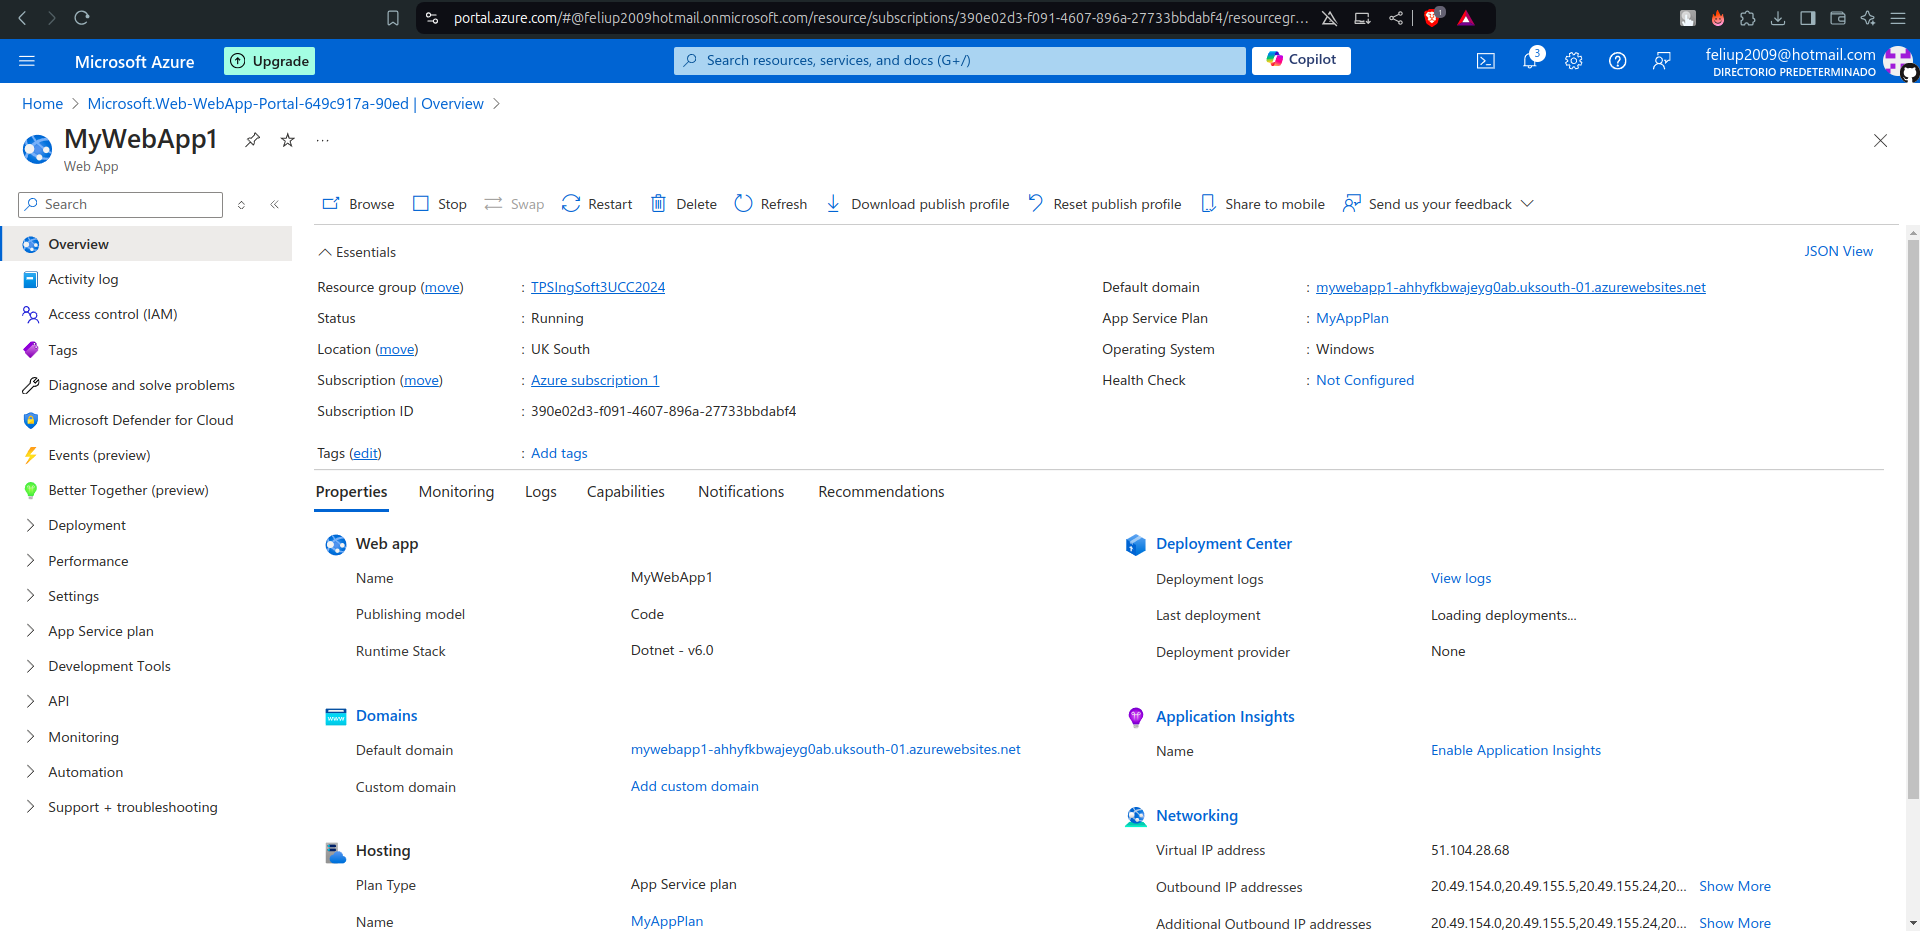 portal.azure.com/#@feliup2009hotmail.onmicrosoft.com/resource/subscriptions/390e02d3-f091-4607-896a-27733bbdabf4/resourcegr...
1
Microsoft Azure
Upgrade
Search resources, services, and docs (G+/)
Copilot
3
feliup2009@hotmail.com
DIRECTORIO PREDETERMINADO
Home > Microsoft.Web-WebApp-Portal-649c917a-90ed | Overview >
MyWebApp1
Web App
Search
Browse Stop Swap Restart Delete Refresh Download publish profile Reset publish profile Share to mobile Send us your feedback
Overview
Activity log
Access control (IAM)
Tags
Diagnose and solve problems
Microsoft Defender for Cloud
Events (preview)
Better Together (preview)
Deployment
Performance
Settings
App Service plan
Development Tools
API
Monitoring
Automation
Support + troubleshooting
Essentials
JSON View
Resource group (move) : TPSIngSoft3UCC2024
Status : Running
Location (move) : UK South
Subscription (move) : Azure subscription 1
Subscription ID : 390e02d3-f091-4607-896a-27733bbdabf4
Tags (edit) : Add tags
Default domain : mywebapp1-ahhyfkbwajeyg0ab.uksouth-01.azurewebsites.net
App Service Plan : MyAppPlan
Operating System : Windows
Health Check : Not Configured
Properties Monitoring Logs Capabilities Notifications Recommendations
Web app
Name MyWebApp1
Publishing model Code
Runtime Stack Dotnet - v6.0
Domains
Default domain mywebapp1-ahhyfkbwajeyg0ab.uksouth-01.azurewebsites.net
Custom domain Add custom domain
Hosting
Plan Type App Service plan
Name MyAppPlan
Deployment Center
Deployment logs View logs
Last deployment Loading deployments...
Deployment provider None
Application Insights
Name Enable Application Insights
Networking
Virtual IP address 51.104.28.68
Outbound IP addresses 20.49.154.0,20.49.155.5,20.49.155.24,20... Show More
Additional Outbound IP addresses 20.49.154.0,20.49.155.5,20.49.155.24,20... Show More